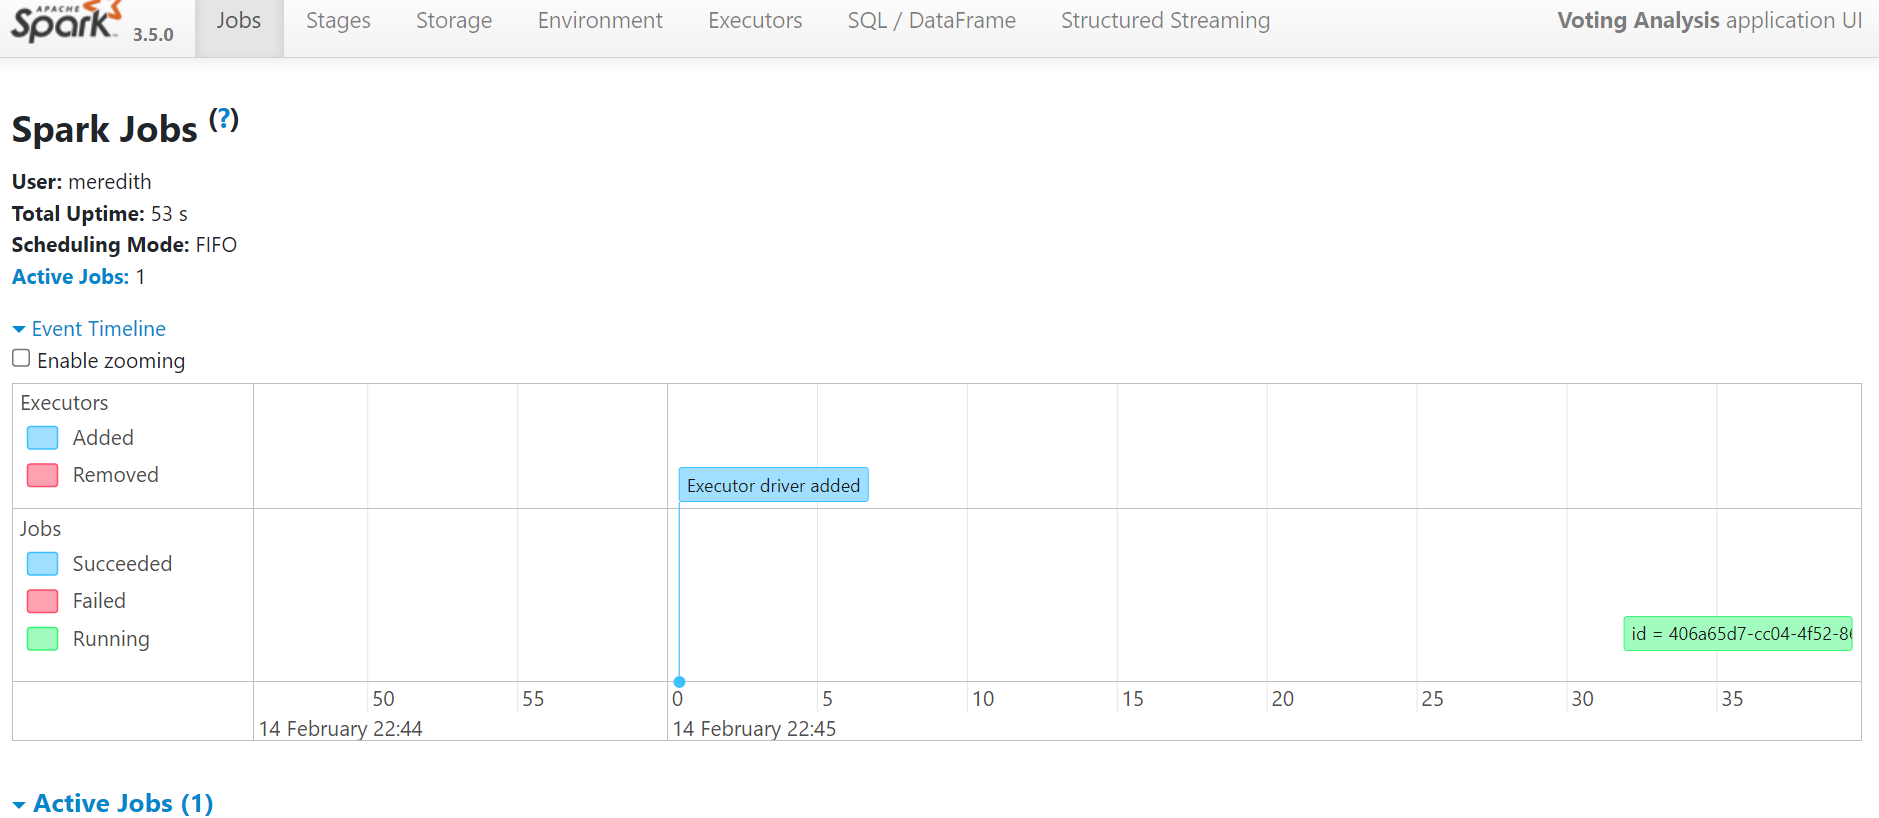 APACHE
Spark 3.5.0 Jobs Stages Storage Environment Executors SQL / DataFrame Structured Streaming Voting Analysis application UI
Spark Jobs (?)
User: meredith
Total Uptime: 53 s
Scheduling Mode: FIFO
Active Jobs: 1
Event Timeline
Enable zooming
Executors
Added
Removed
Executor driver added
Jobs
Succeeded
Failed
Running
id = 406a65d7-cc04-4f52-8
50 55 0 5 10 15 20 25 30 35
14 February 22:44 14 February 22:45
Active Jobs (1)